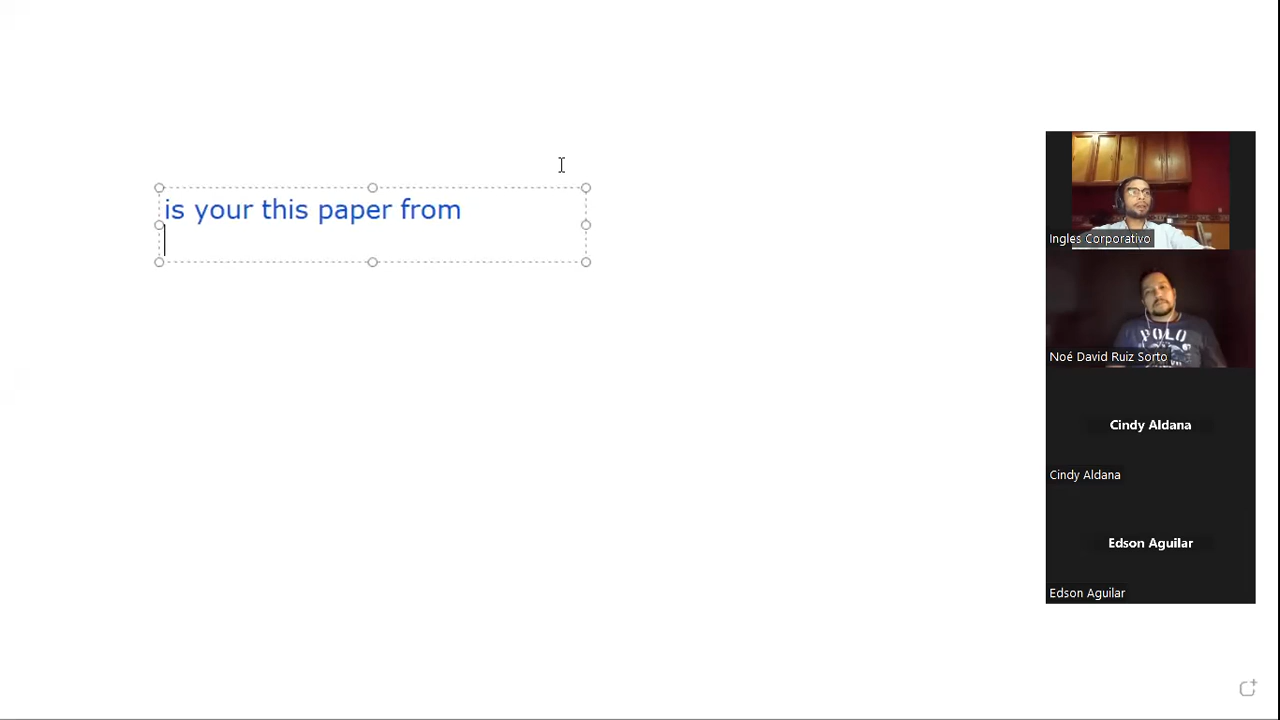 is your this paper from
Ingles Corporativo
POLO
Noé David Ruiz Sorto
Cindy Aldana
Cindy Aldana
Edson Aguilar
Edson Aguilar